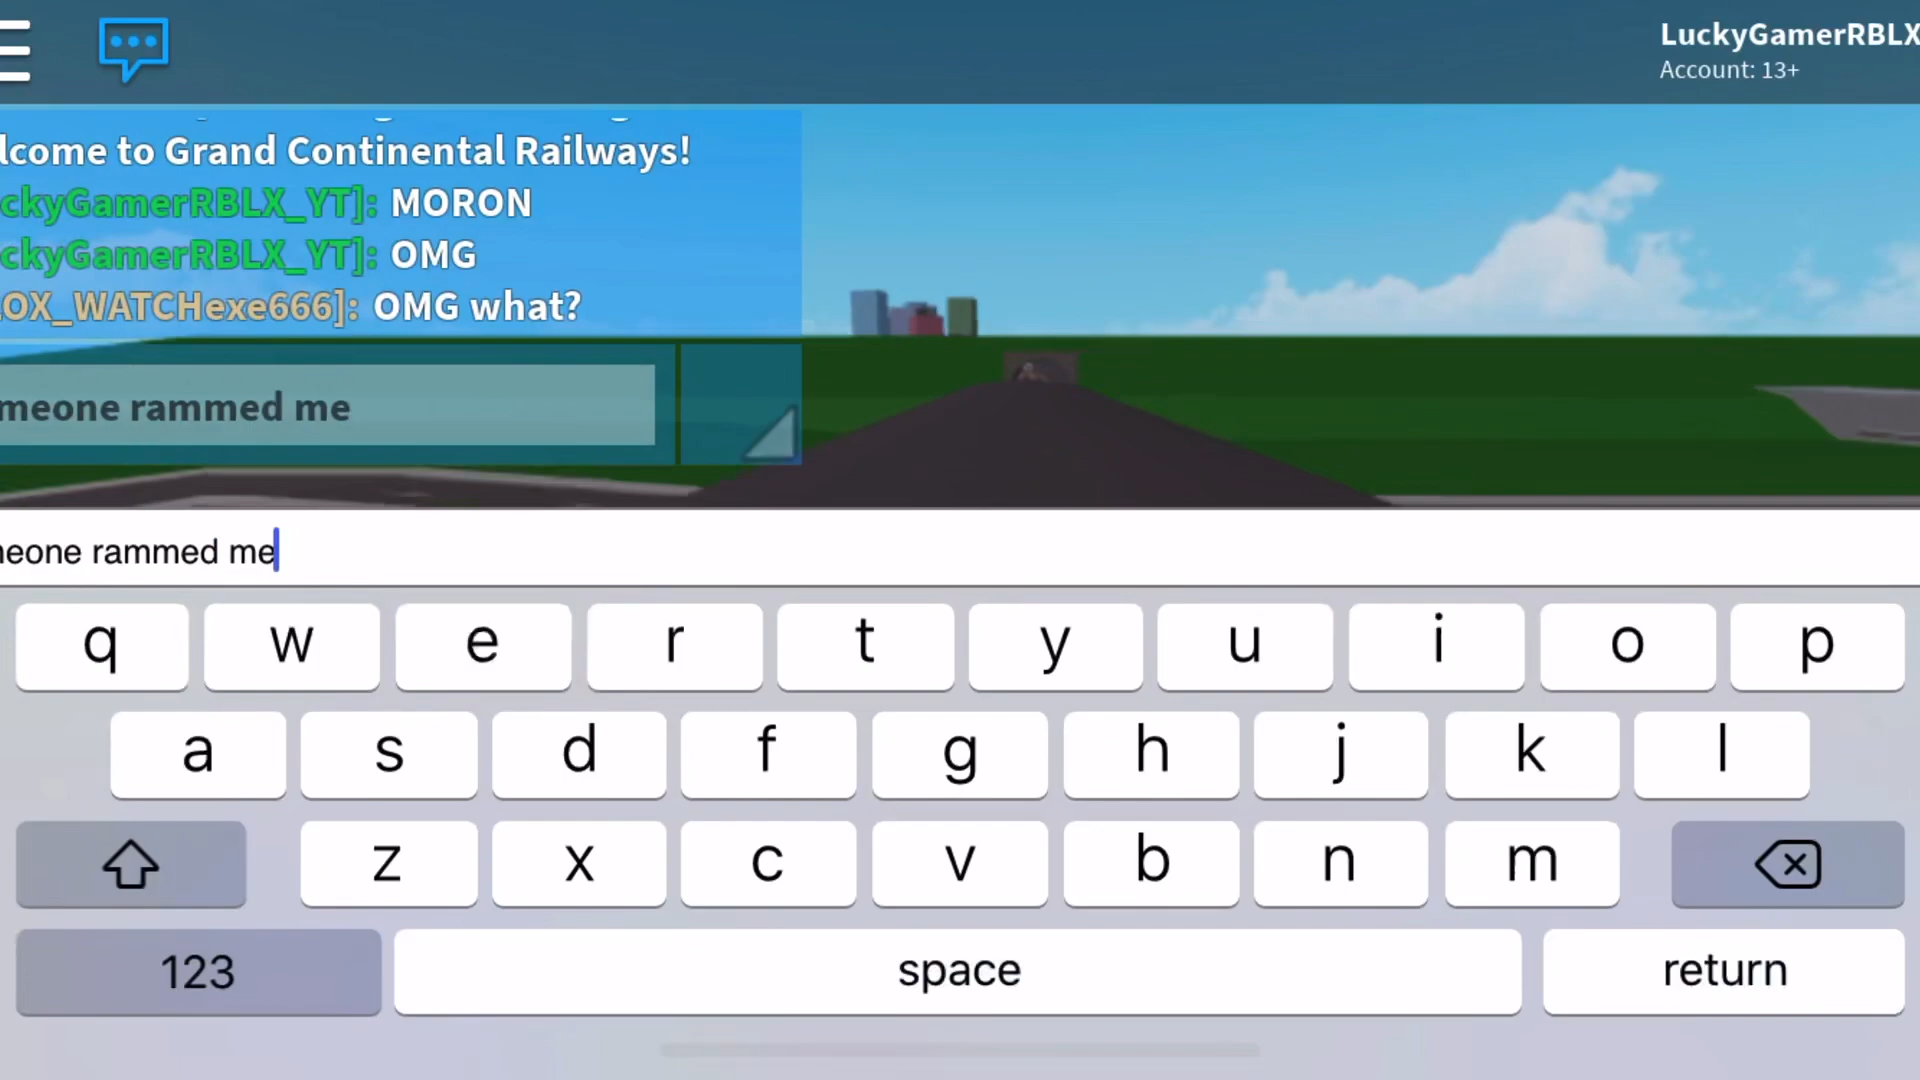 LuckyGamerRBLX
Account: 13+
lcome to Grand Continental Railways!
ckyGamerRBLX_YT]: MORON
ckyGamerRBLX_YT]: OMG
OX_WATCHexe666]: OMG what?
meone rammed me
eone rammed me
q w e r t y u i o p
a s d f g h j k l
z x c v b n m
123 space return